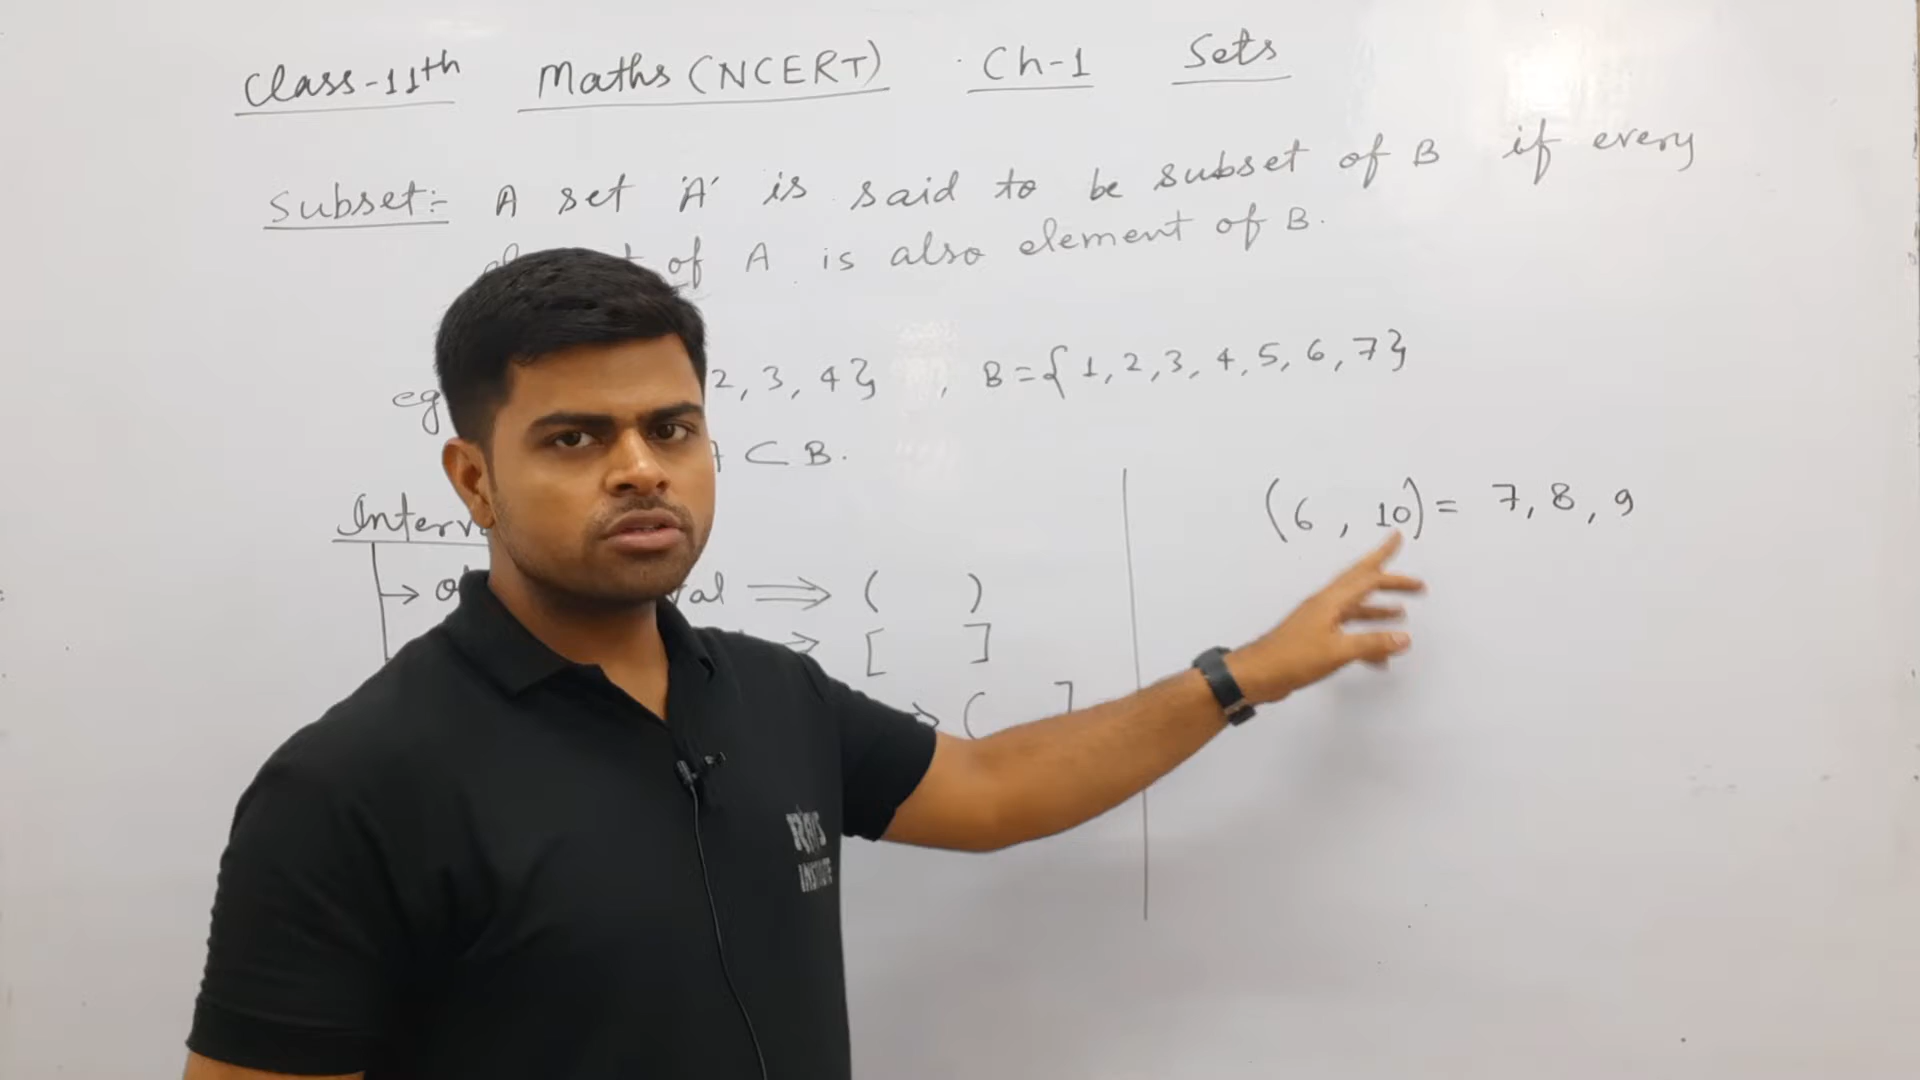 Class-11th Maths (NCERT) Ch-1 Sets
Subset:- A set 'A' is said to be subset of B if every
of A is also element of B.
eg 2, 3, 4} , B={1, 2, 3, 4, 5, 6, 7}
⊂ B.
(6 , 10) = 7, 8, 9
⟹ ( )
[ ]
( ]
RAYS
INSTITUTE